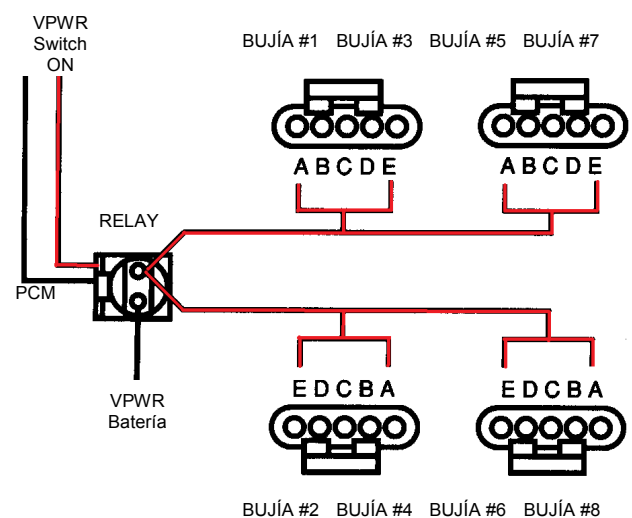 VPWR
Switch
ON
BUJÍA #1 BUJÍA #3 BUJÍA #5 BUJÍA #7
A B C D E
A B C D E
RELAY
PCM
VPWR
Batería
E D C B A
E D C B A
BUJÍA #2 BUJÍA #4 BUJÍA #6 BUJÍA #8